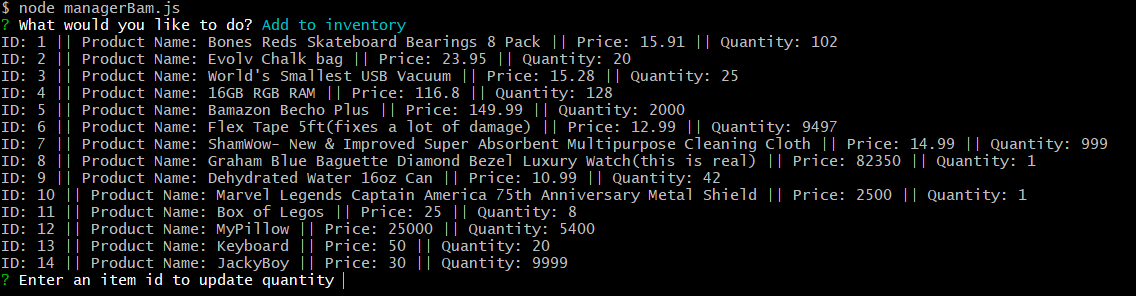 $ node managerBam.js
? What would you like to do? Add to inventory
ID: 1 || Product Name: Bones Reds Skateboard Bearings 8 Pack || Price: 15.91 || Quantity: 102
ID: 2 || Product Name: Evolv Chalk bag || Price: 23.95 || Quantity: 20
ID: 3 || Product Name: World's Smallest USB Vacuum || Price: 15.28 || Quantity: 25
ID: 4 || Product Name: 16GB RGB RAM || Price: 116.8 || Quantity: 128
ID: 5 || Product Name: Bamazon Becho Plus || Price: 149.99 || Quantity: 2000
ID: 6 || Product Name: Flex Tape 5ft(fixes a lot of damage) || Price: 12.99 || Quantity: 9497
ID: 7 || Product Name: ShamWow- New & Improved Super Absorbent Multipurpose Cleaning Cloth || Price: 14.99 || Quantity: 999
ID: 8 || Product Name: Graham Blue Baguette Diamond Bezel Luxury Watch(this is real) || Price: 82350 || Quantity: 1
ID: 9 || Product Name: Dehydrated Water 16oz Can || Price: 10.99 || Quantity: 42
ID: 10 || Product Name: Marvel Legends Captain America 75th Anniversary Metal Shield || Price: 2500 || Quantity: 1
ID: 11 || Product Name: Box of Legos || Price: 25 || Quantity: 8
ID: 12 || Product Name: MyPillow || Price: 25000 || Quantity: 5400
ID: 13 || Product Name: Keyboard || Price: 50 || Quantity: 20
ID: 14 || Product Name: JackyBoy || Price: 30 || Quantity: 9999
? Enter an item id to update quantity